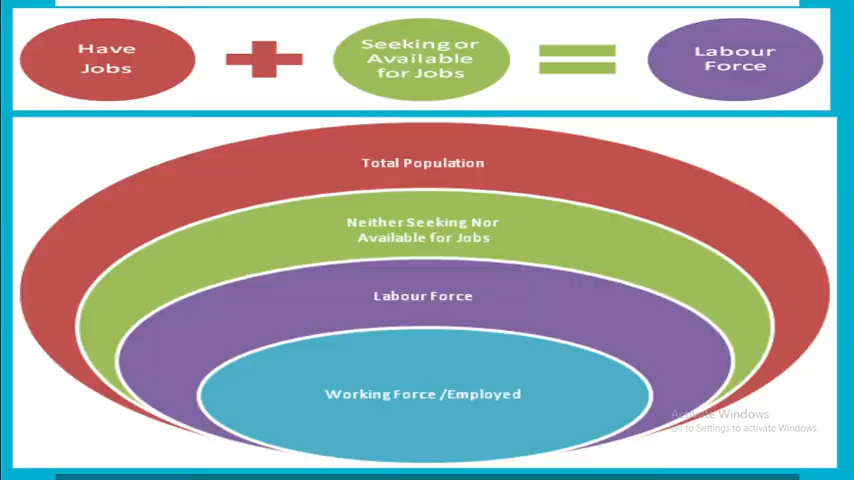 Have
Jobs
Seeking or
Available
for Jobs
Labour
Force
Total Population
Neither Seeking Nor
Available for Jobs
Labour Force
Working Force /Employed
Activate Windows
Go to Settings to activate Windows.